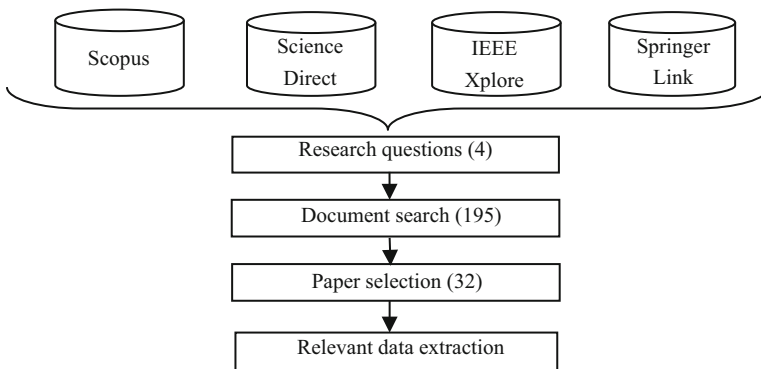 Scopus
Science
Direct
IEEE
Xplore
Springer
Link
Research questions (4)
Document search (195)
Paper selection (32)
Relevant data extraction